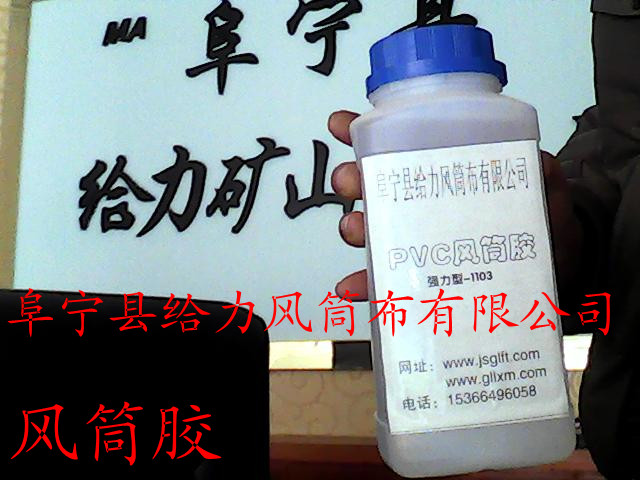 "MA 阜宁县
给力矿山
阜宁县给力风筒布有限公司
PVC风筒胶
强力型-1103
网址：www.jsglft.com
www.gllxm.com
电话：15366496058
阜宁县给力风筒布有限公司
风筒胶